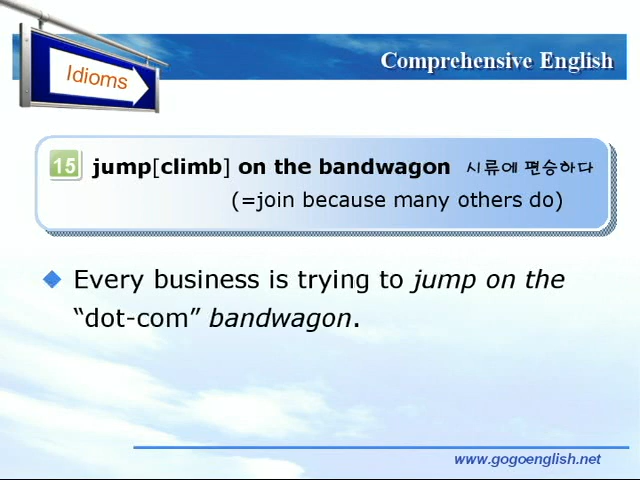 Idioms
Comprehensive English
15 jump[climb] on the bandwagon 시류에 편승하다
(=join because many others do)
Every business is trying to jump on the
“dot-com” bandwagon.
www.gogoenglish.net